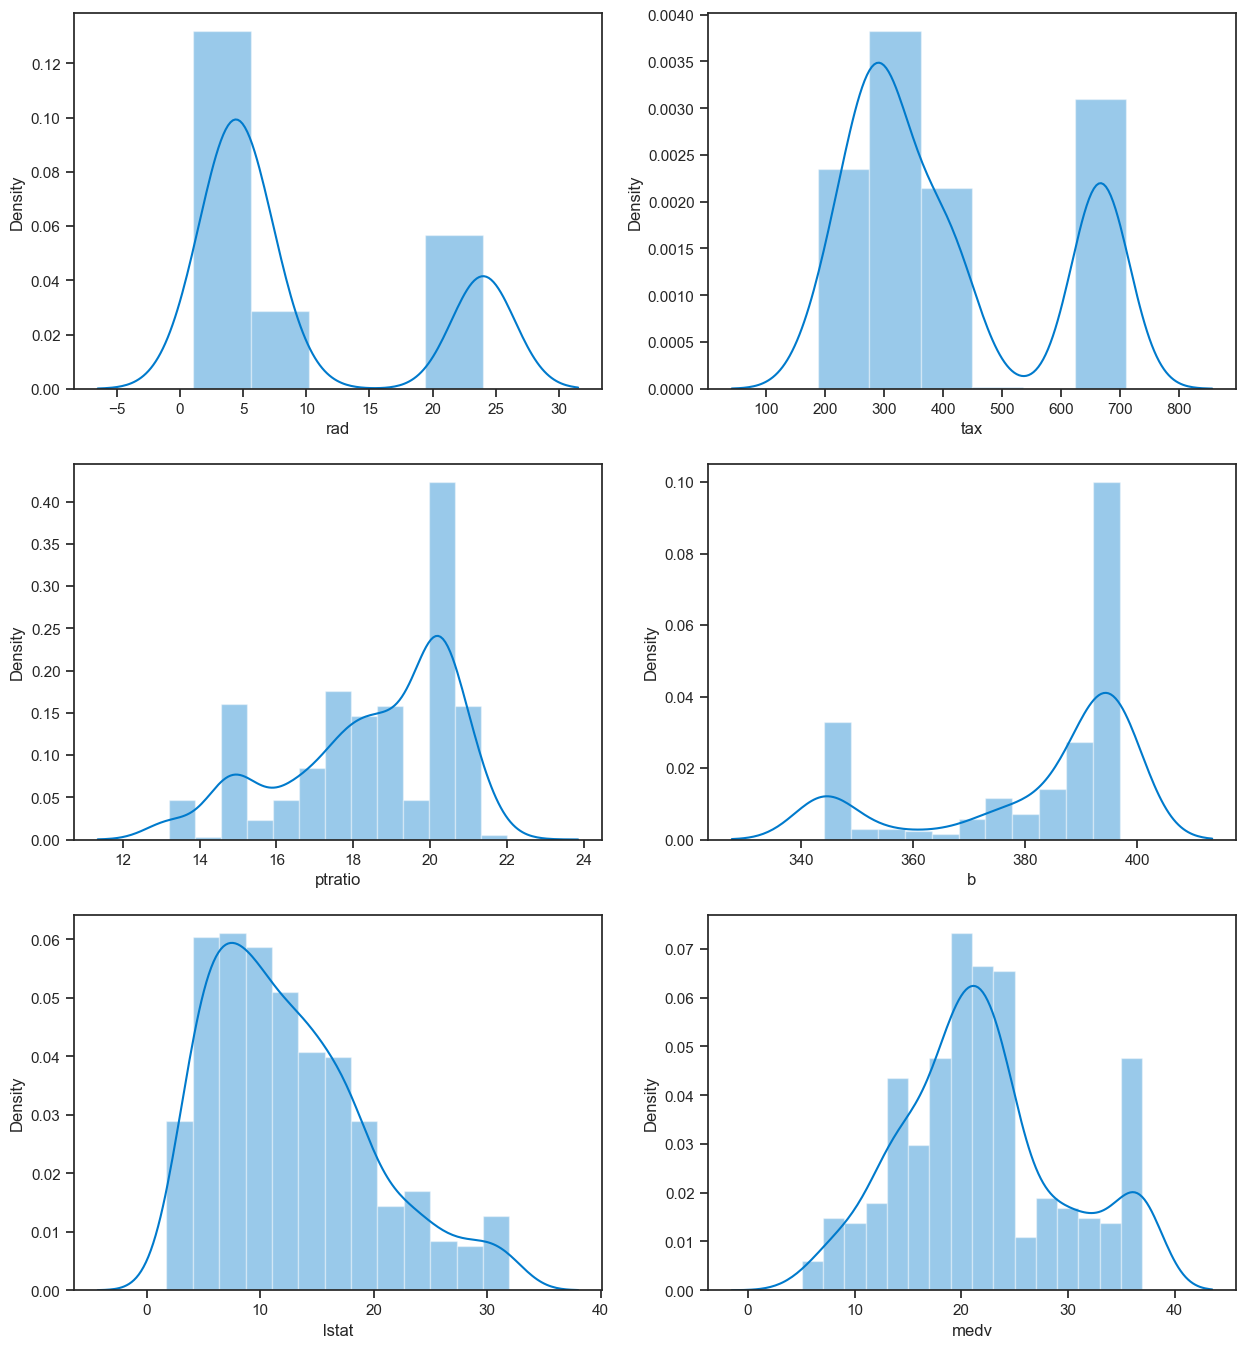 0.12
0.10
0.08
0.06
0.04
0.02
0.00
Density
−5 0 5 10 15 20 25 30
rad
0.0040
0.0035
0.0030
0.0025
0.0020
0.0015
0.0010
0.0005
0.0000
Density
100 200 300 400 500 600 700 800
tax
0.40
0.35
0.30
0.25
0.20
0.15
0.10
0.05
0.00
Density
12 14 16 18 20 22 24
ptratio
0.10
0.08
0.06
0.04
0.02
0.00
Density
340 360 380 400
b
0.06
0.05
0.04
0.03
0.02
0.01
0.00
Density
0 10 20 30 40
lstat
0.07
0.06
0.05
0.04
0.03
0.02
0.01
0.00
Density
0 10 20 30 40
medv